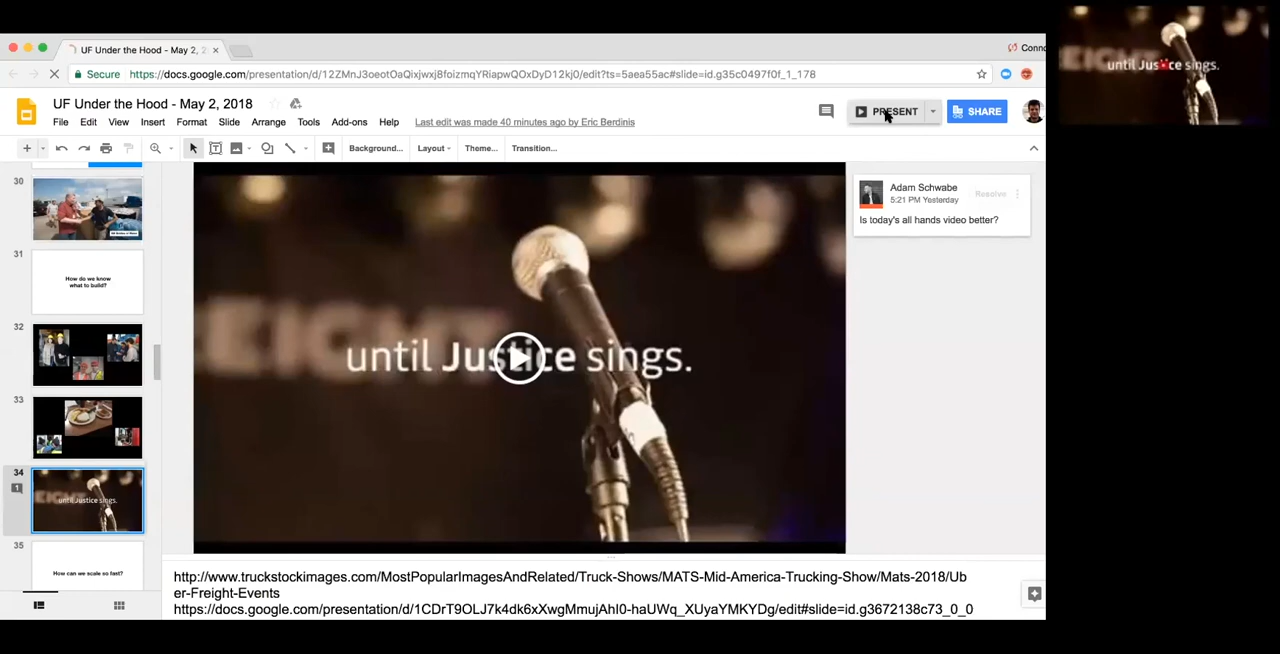 UF Under the Hood - May 2, 2
Conne
Secure
https://docs.google.com/presentation/d/12ZMnJ3oeotOaQixjwxj8foizmqYRiapwQOxDyD12kj0/edit?ts=5aea55ac#slide=id.g35c0497f0f_1_178
UF Under the Hood - May 2, 2018
File Edit View Insert Format Slide Arrange Tools Add-ons Help Last edit was made 40 minutes ago by Eric Berdinis
PRESENT
SHARE
Background... Layout Theme... Transition...
30
31
How do we know
what to build?
32
33
34
1
until Justice sings.
35
How can we scale so fast?
EIGHT
until Justice sings.
Adam Schwabe
5:21 PM Yesterday
Resolve
Is today's all hands video better?
http://www.truckstockimages.com/MostPopularImagesAndRelated/Truck-Shows/MATS-Mid-America-Trucking-Show/Mats-2018/Ub
er-Freight-Events
https://docs.google.com/presentation/d/1CDrT9OLJ7k4dk6xXwgMmujAhI0-haUWq_XUyaYMKYDg/edit#slide=id.g3672138c73_0_0
EIGHT
until Justice sings.